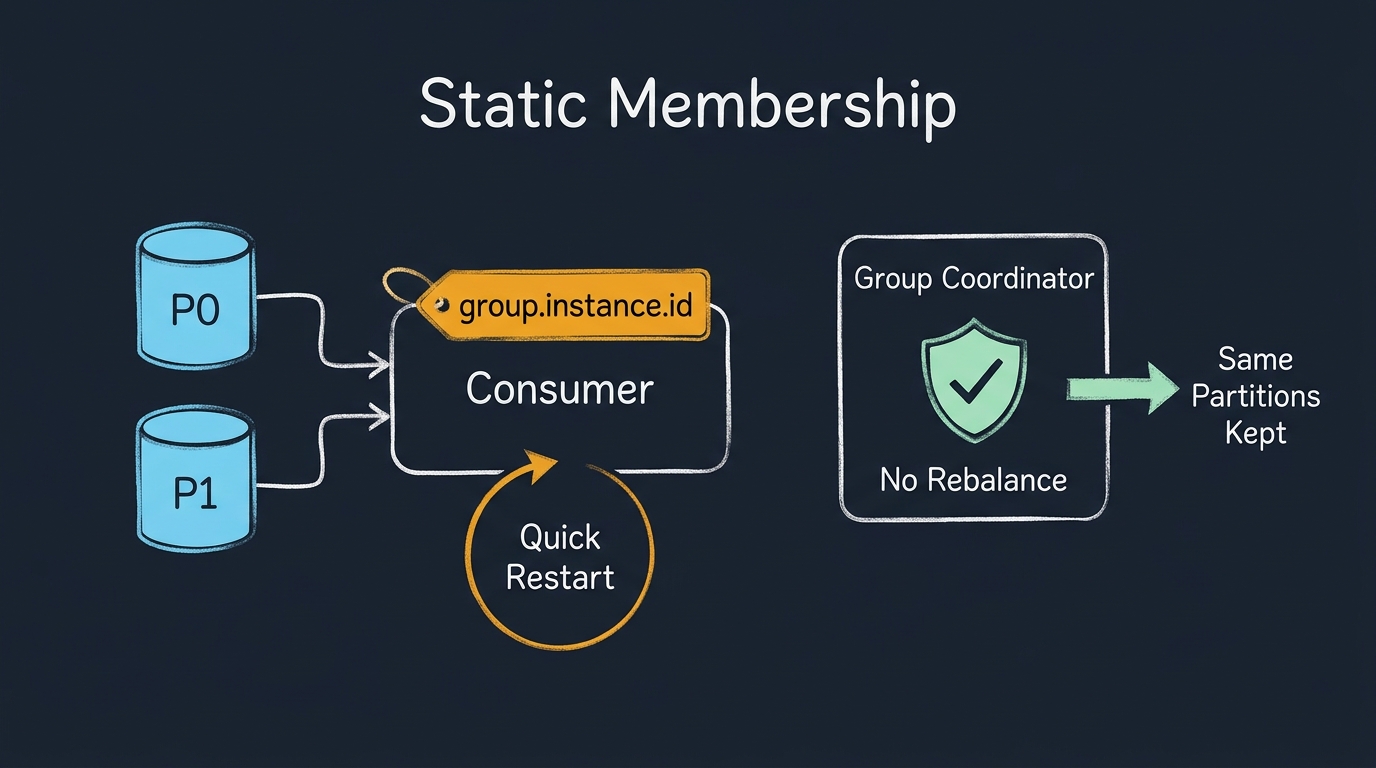 Static Membership
P0
P1
group.instance.id
Consumer
Quick
Restart
Group Coordinator
No Rebalance
Same
Partitions
Kept